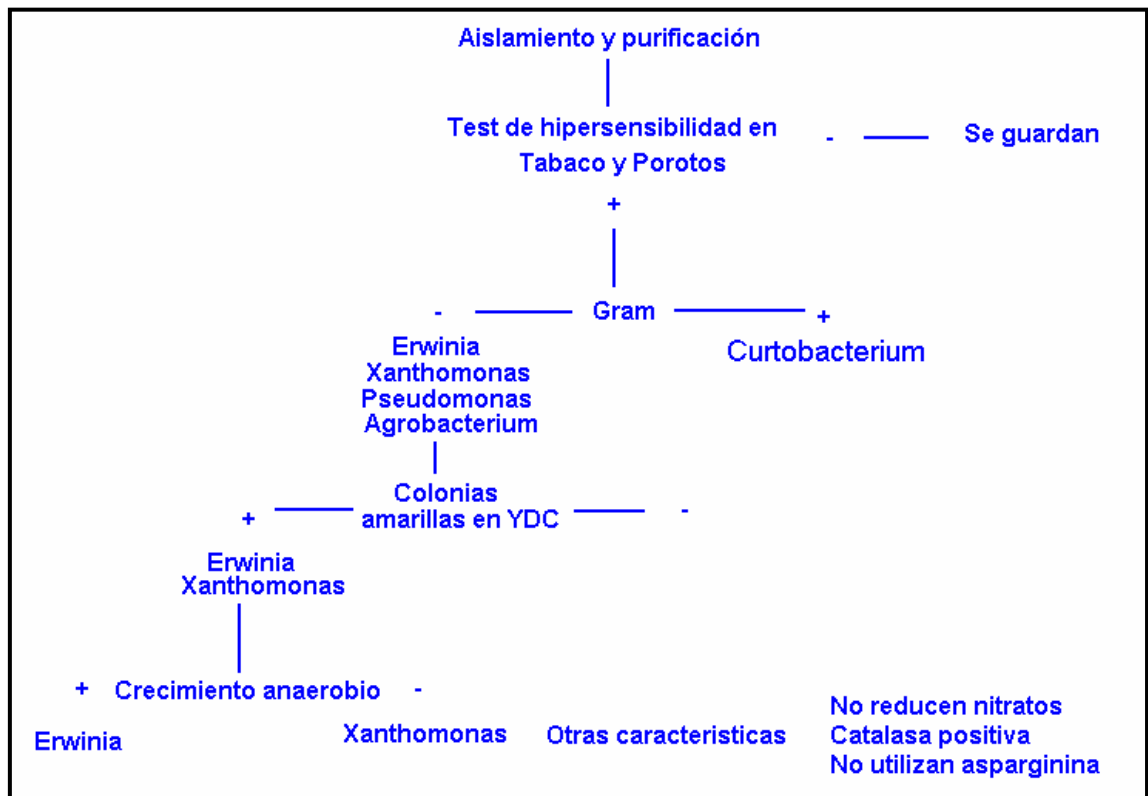 Aislamiento y purificación
Test de hipersensibilidad en
Tabaco y Porotos
- Se guardan
+
- Gram +
Erwinia
Xanthomonas
Pseudomonas
Agrobacterium
Curtobacterium
Colonias
+ amarillas en YDC -
Erwinia
Xanthomonas
+ Crecimiento anaerobio -
Erwinia
Xanthomonas
Otras caracteristicas
No reducen nitratos
Catalasa positiva
No utilizan asparginina